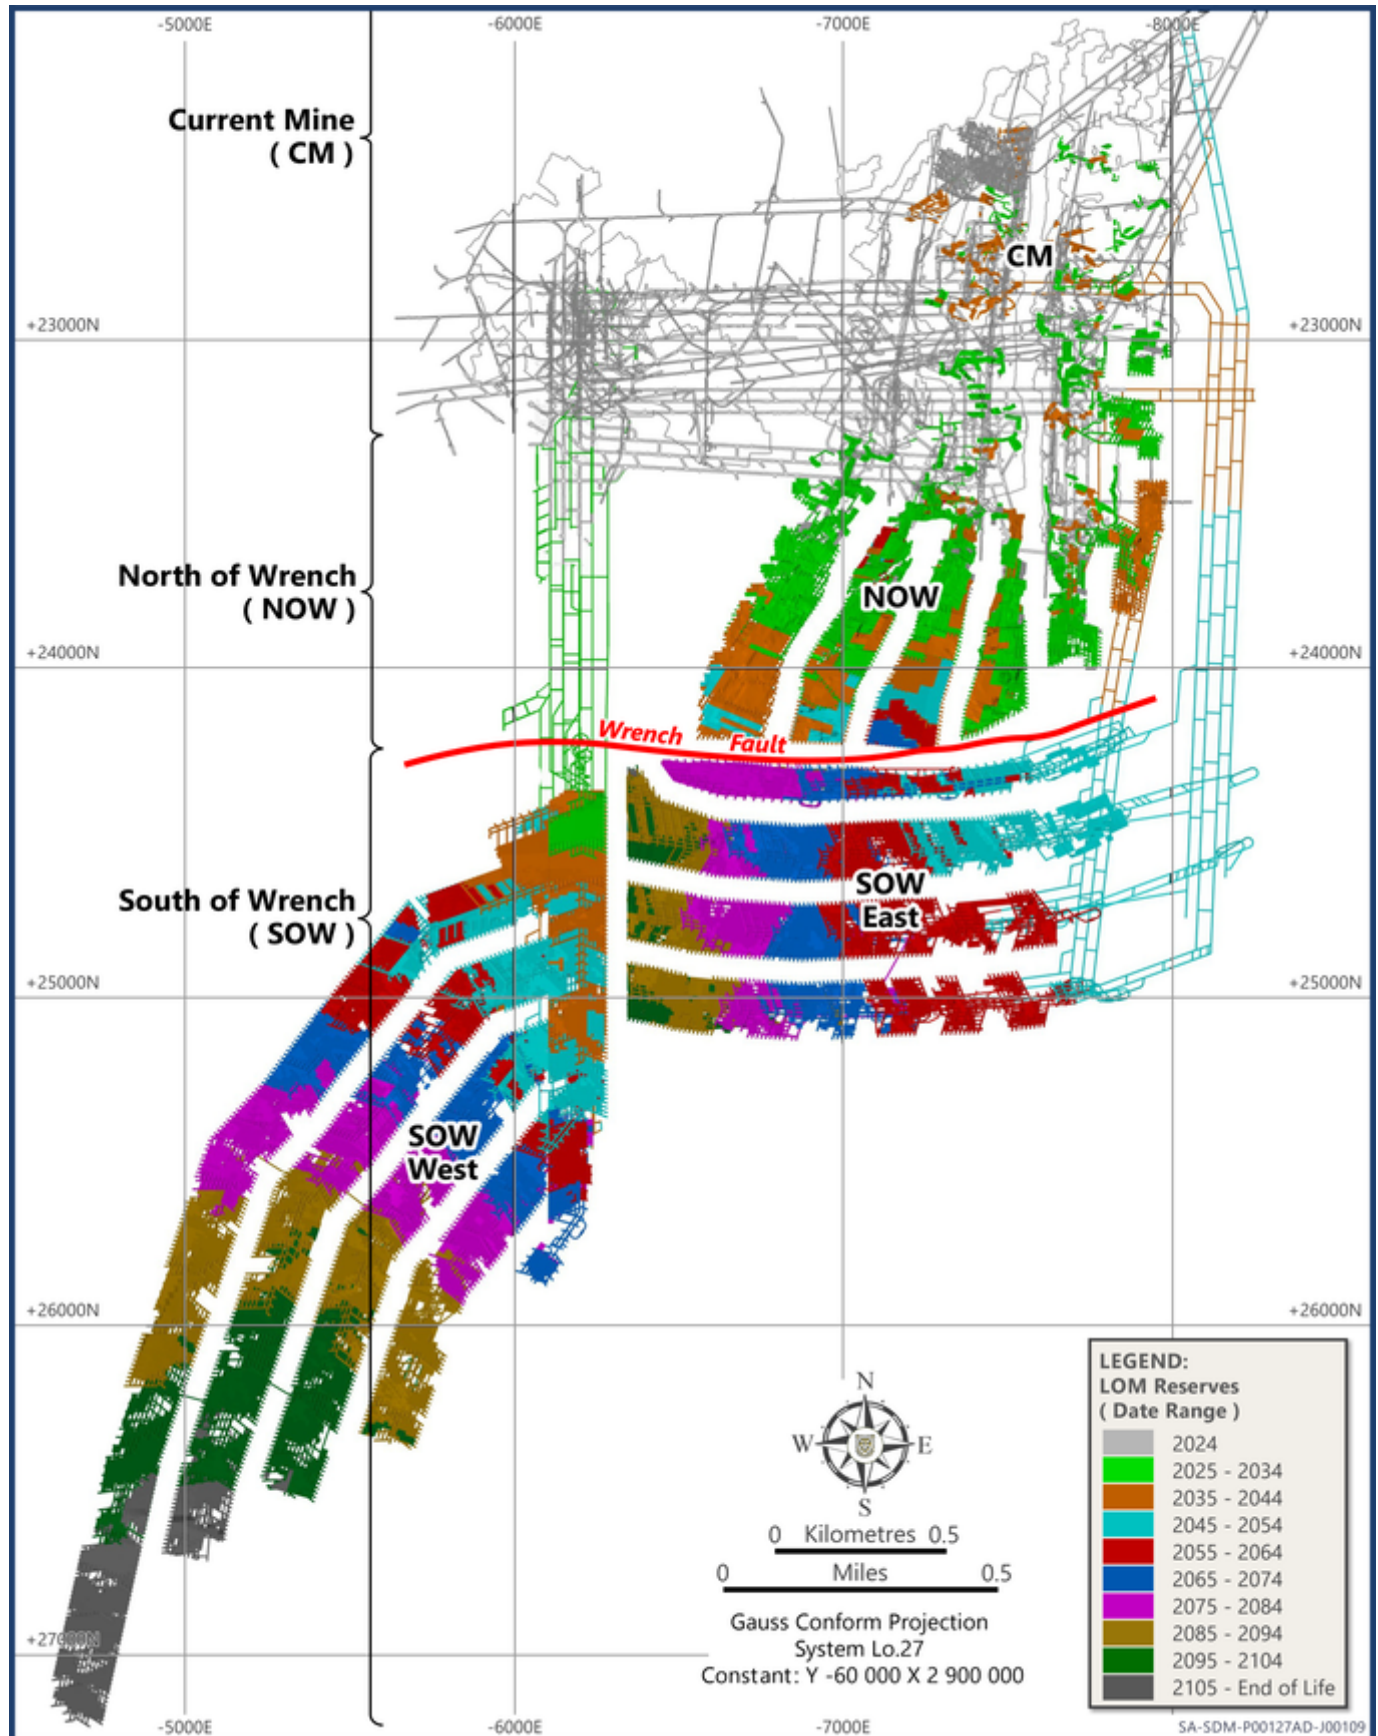 -5000E
-6000E
-7000E
-8000E
Current Mine
( CM )
CM
+23000N
+23000N
North of Wrench
( NOW )
NOW
+24000N
+24000N
Wrench Fault
South of Wrench
( SOW )
SOW
East
+25000N
+25000N
SOW
West
+26000N
+26000N
LEGEND:
LOM Reserves
( Date Range )
2024
2025 - 2034
2035 - 2044
2045 - 2054
2055 - 2064
2065 - 2074
2075 - 2084
2085 - 2094
2095 - 2104
2105 - End of Life
N
W
E
S
0 Kilometres 0.5
0 Miles 0.5
Gauss Conform Projection
System Lo.27
Constant: Y -60 000 X 2 900 000
+27000N
-5000E
-6000E
-7000E
SA-SDM-P00127AD-J00109